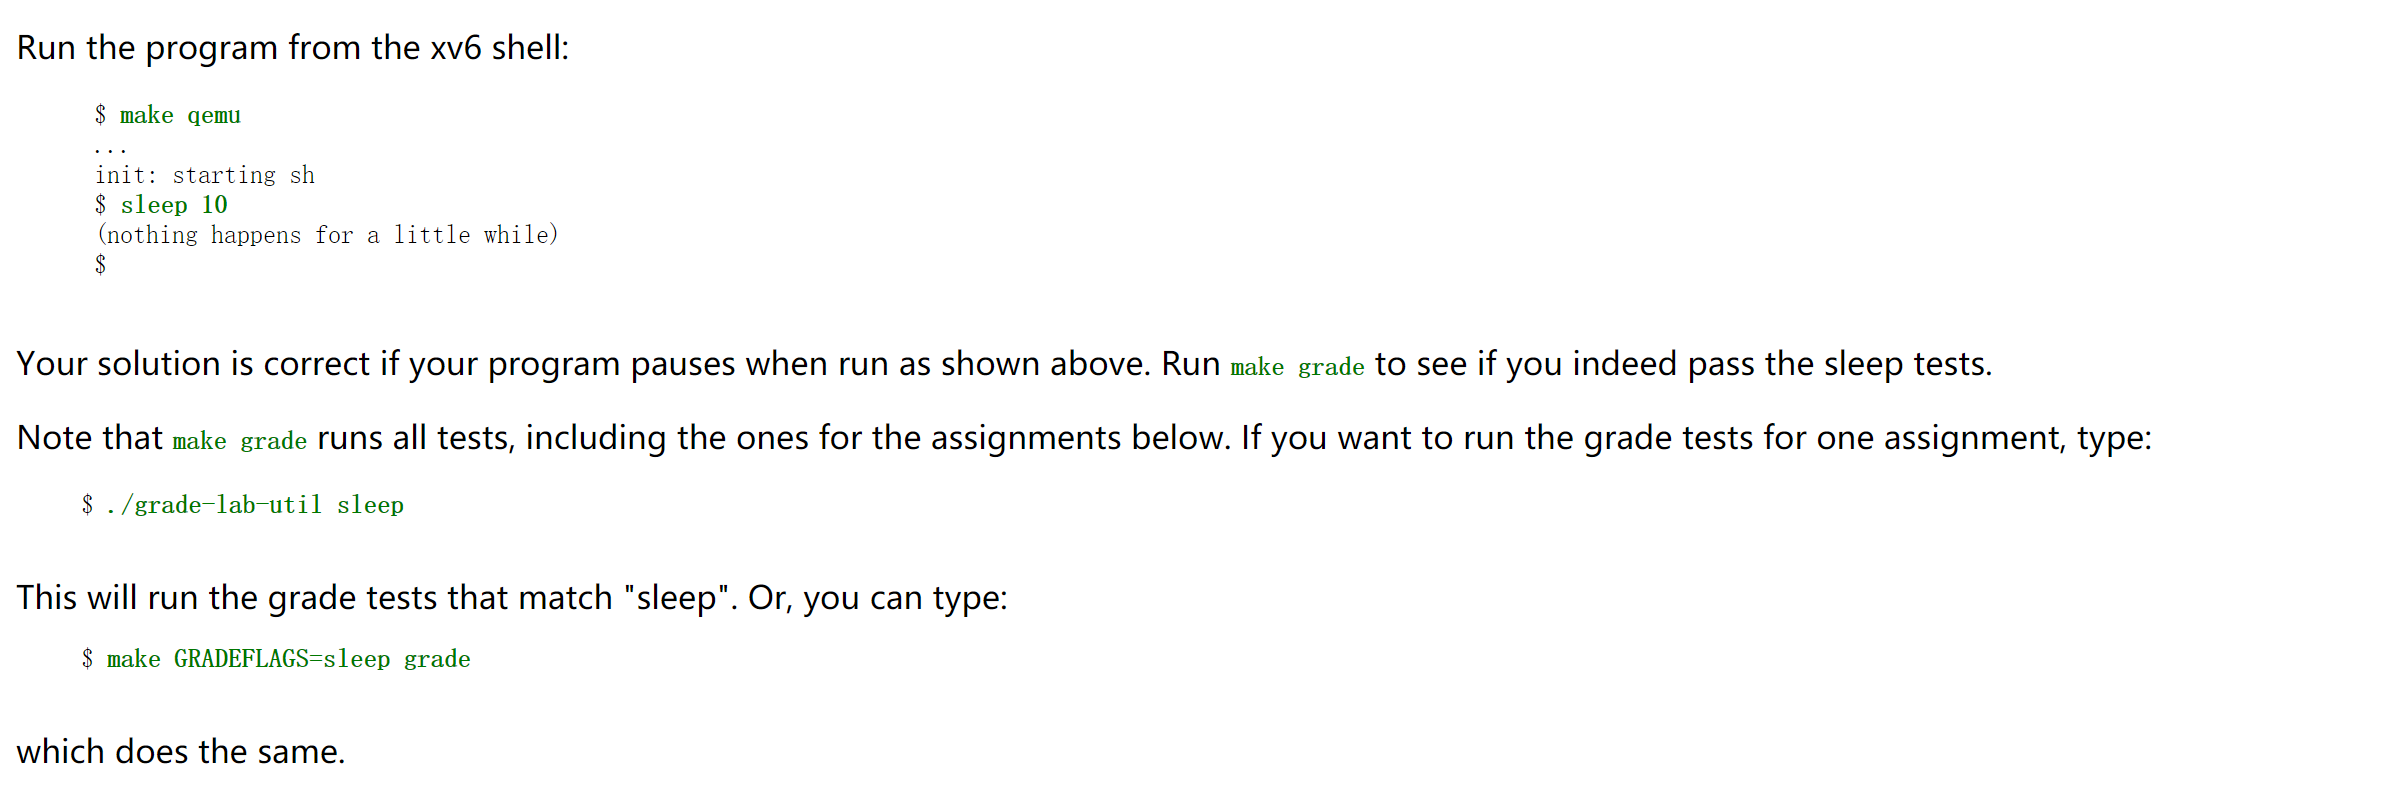 Run the program from the xv6 shell:
$ make qemu
...
init: starting sh
$ sleep 10
(nothing happens for a little while)
$
Your solution is correct if your program pauses when run as shown above. Run make grade to see if you indeed pass the sleep tests.
Note that make grade runs all tests, including the ones for the assignments below. If you want to run the grade tests for one assignment, type:
$ ./grade-lab-util sleep
This will run the grade tests that match "sleep". Or, you can type:
$ make GRADEFLAGS=sleep grade
which does the same.